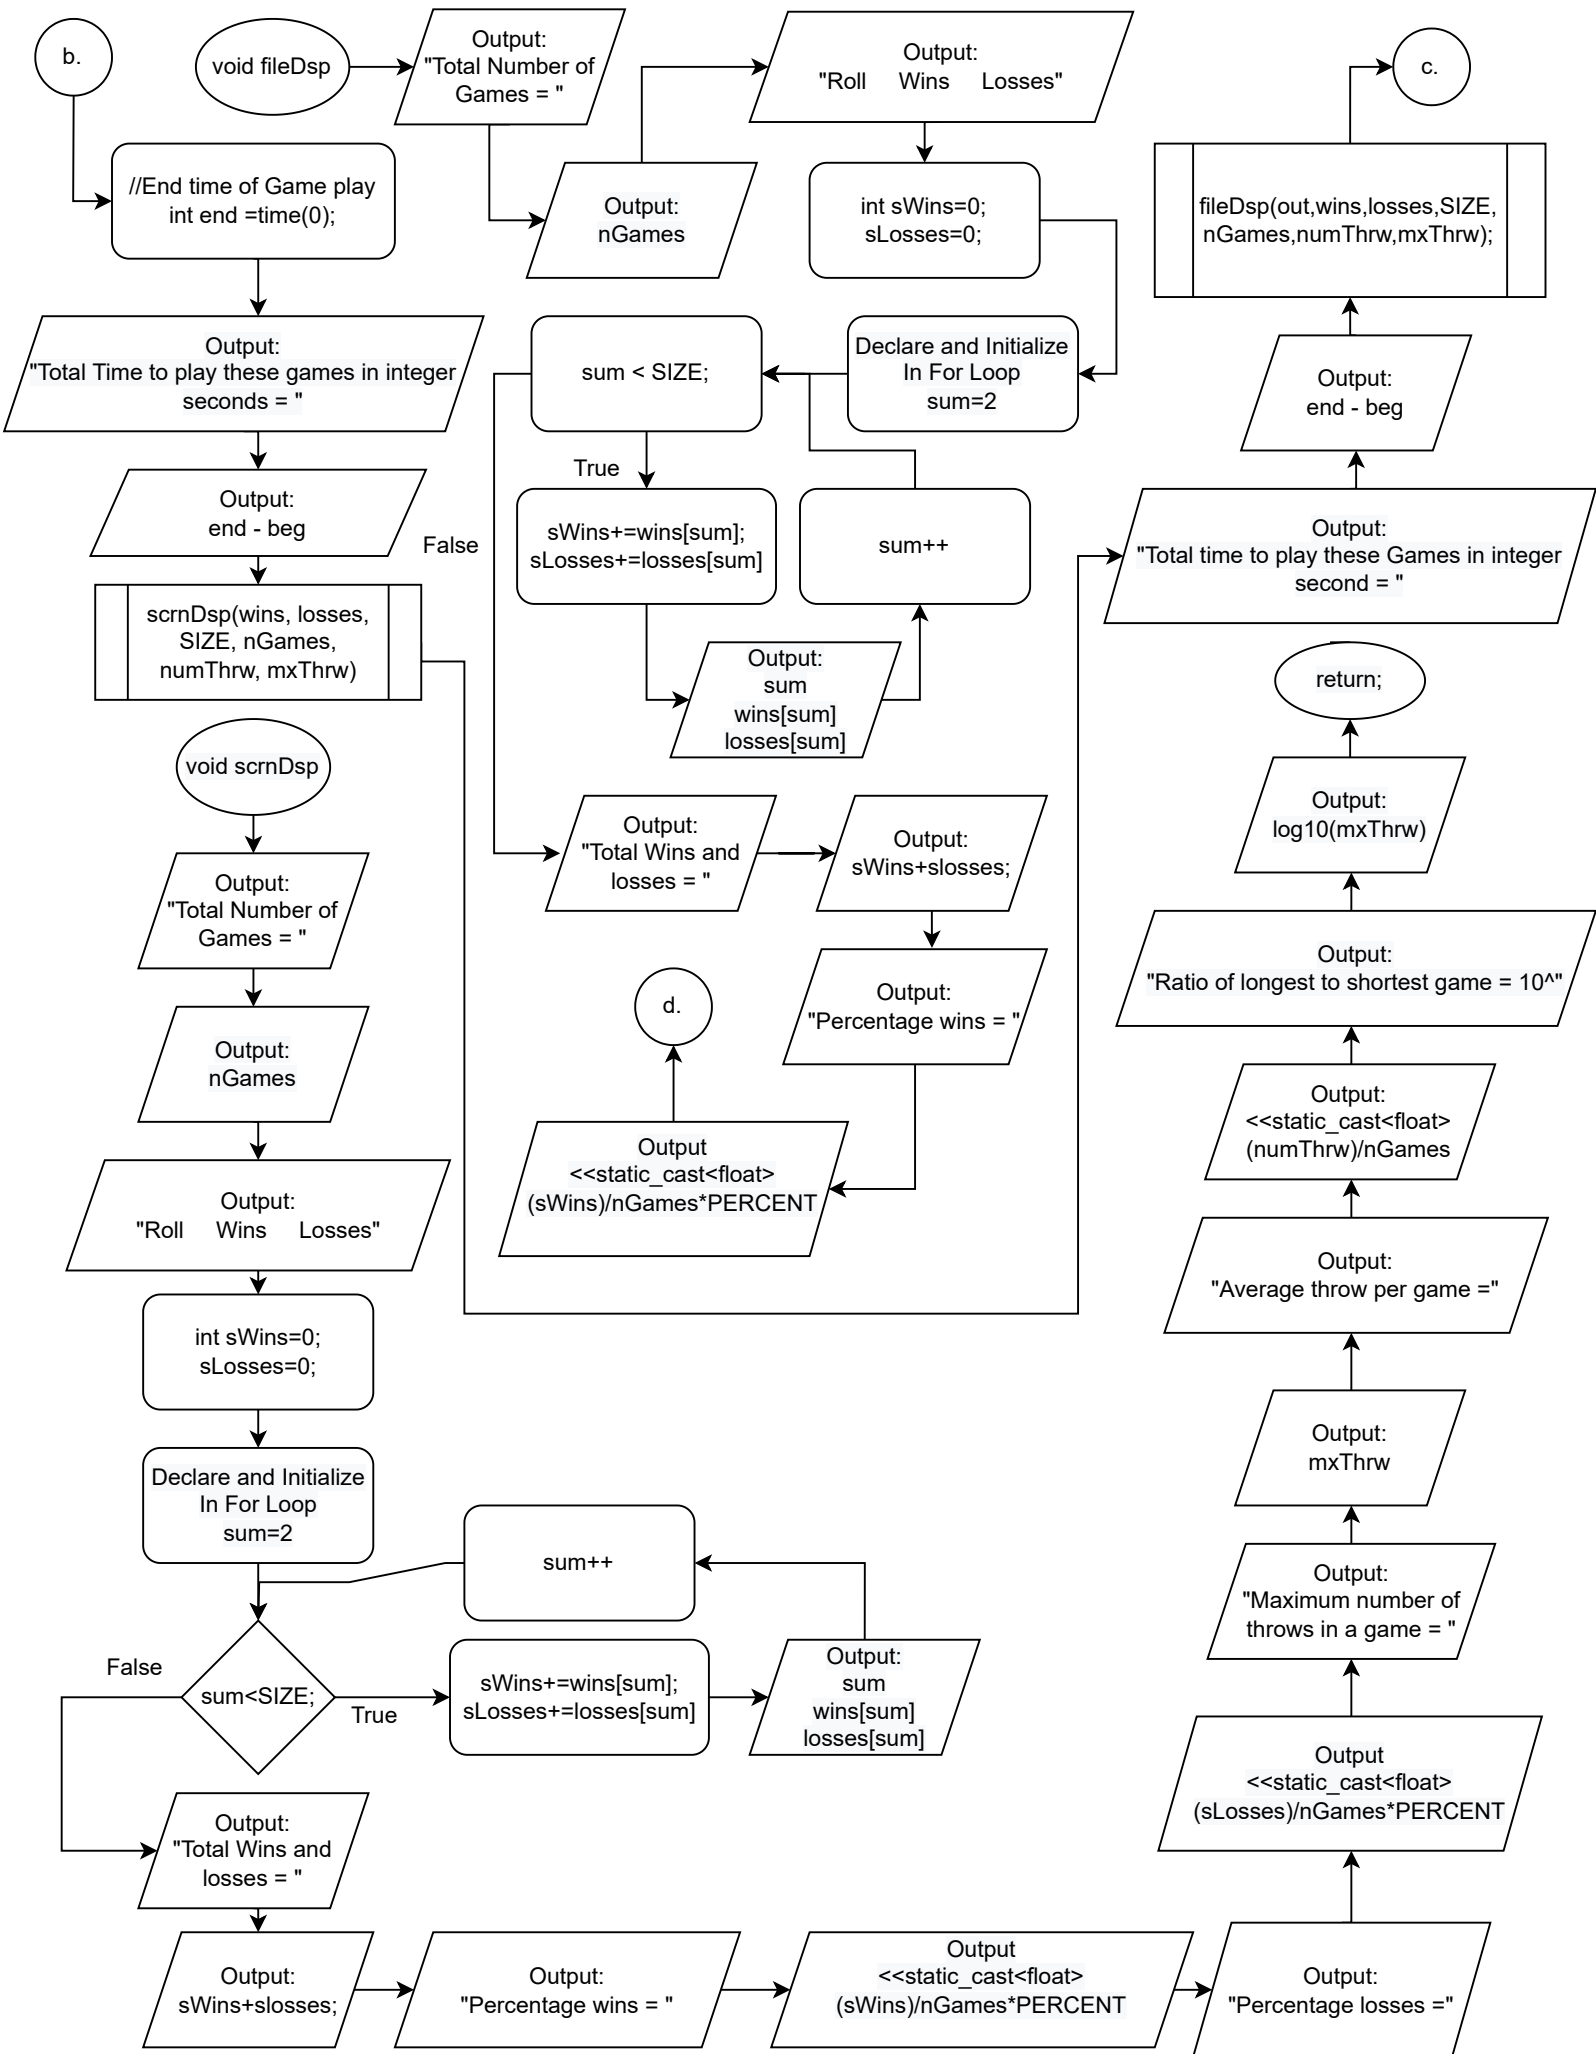 b.
//End time of Game play
int end =time(0);
Output:
"Total Time to play these games in integer
seconds = "
Output:
end - beg
scrnDsp(wins, losses,
SIZE, nGames,
numThrw, mxThrw)
Output:
"Total time to play these Games in integer
second = "
Output:
end - beg
fileDsp(out,wins,losses,SIZE,
nGames,numThrw,mxThrw);
c.
void fileDsp
Output:
"Total Number of
Games = "
Output:
nGames
Output:
"Roll Wins Losses"
int sWins=0;
sLosses=0;
Declare and Initialize
In For Loop
sum=2
sum < SIZE;
True
False
sWins+=wins[sum];
sLosses+=losses[sum]
Output:
sum
wins[sum]
losses[sum]
sum++
Output:
"Total Wins and
losses = "
Output:
sWins+slosses;
Output:
"Percentage wins = "
Output
<<static_cast<float>
(sWins)/nGames*PERCENT
d.
void scrnDsp
Output:
"Total Number of
Games = "
Output:
nGames
Output:
"Roll Wins Losses"
int sWins=0;
sLosses=0;
Declare and Initialize
In For Loop
sum=2
sum<SIZE;
True
False
sWins+=wins[sum];
sLosses+=losses[sum]
Output:
sum
wins[sum]
losses[sum]
sum++
Output:
"Total Wins and
losses = "
Output:
sWins+slosses;
Output:
"Percentage wins = "
Output
<<static_cast<float>
(sWins)/nGames*PERCENT
Output:
"Percentage losses ="
Output
<<static_cast<float>
(sLosses)/nGames*PERCENT
Output:
"Maximum number of
throws in a game = "
Output:
mxThrw
Output:
"Average throw per game ="
Output:
<<static_cast<float>
(numThrw)/nGames
Output:
"Ratio of longest to shortest game = 10^"
Output:
log10(mxThrw)
return;